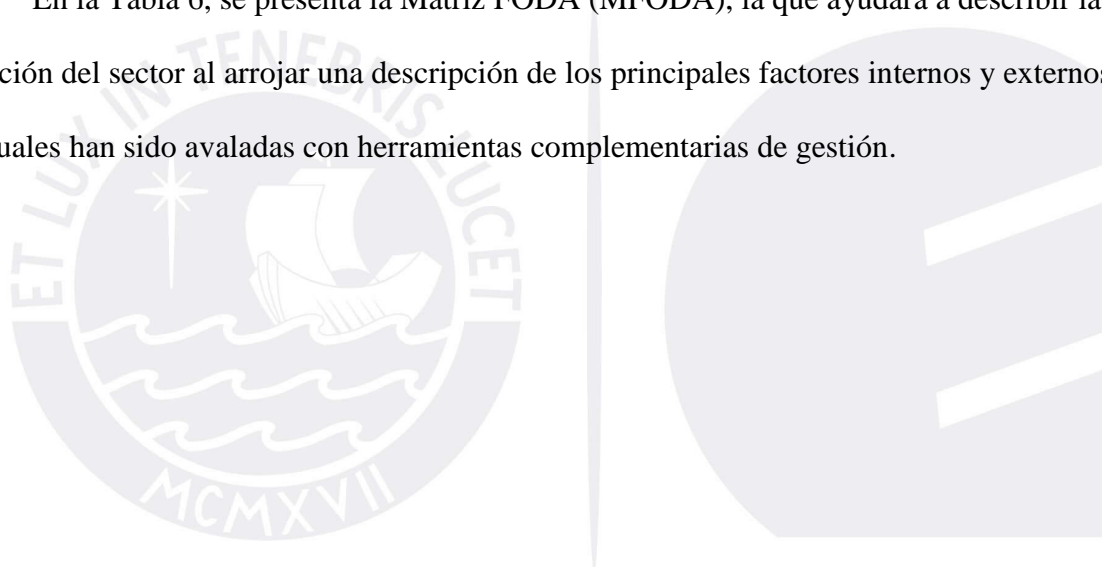 En la Tabla 6, se presenta la Matriz FODA (MFODA), la que ayudará a describir la
ción del sector al arrojar una descripción de los principales factores internos y externos
uales han sido avaladas con herramientas complementarias de gestión.
ET LUX IN TENEBRIS LUCET
MCMXVII